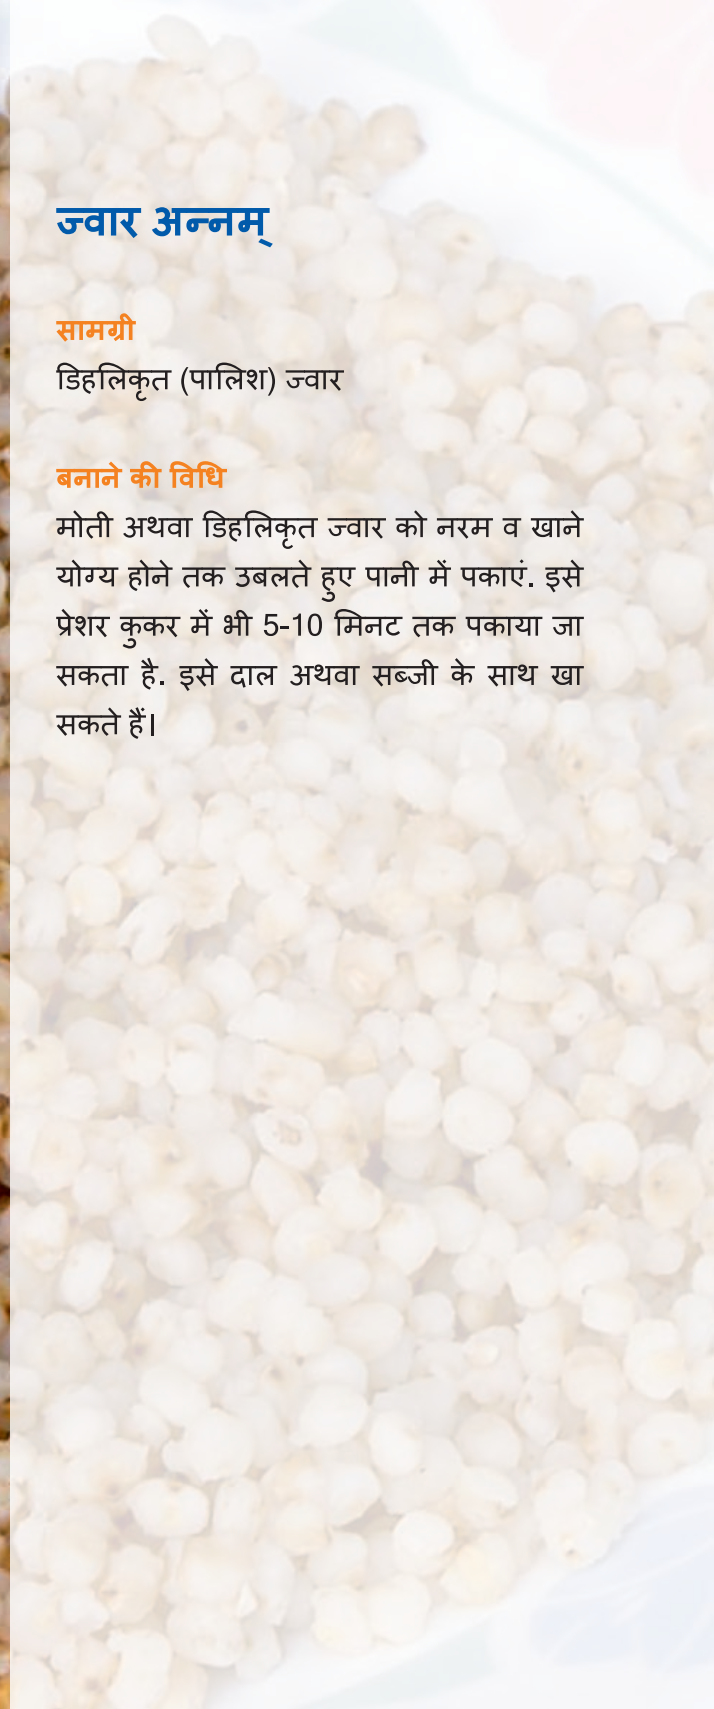 ज्वार अन्नम्
सामग्री
डिहलिकृत (पालिश) ज्वार
बनाने की विधि
मोती अथवा डिहलिकृत ज्वार को नरम व खाने
योग्य होने तक उबलते हुए पानी में पकाएं. इसे
प्रेशर कुकर में भी 5-10 मिनट तक पकाया जा
सकता है. इसे दाल अथवा सब्जी के साथ खा
सकते हैं।